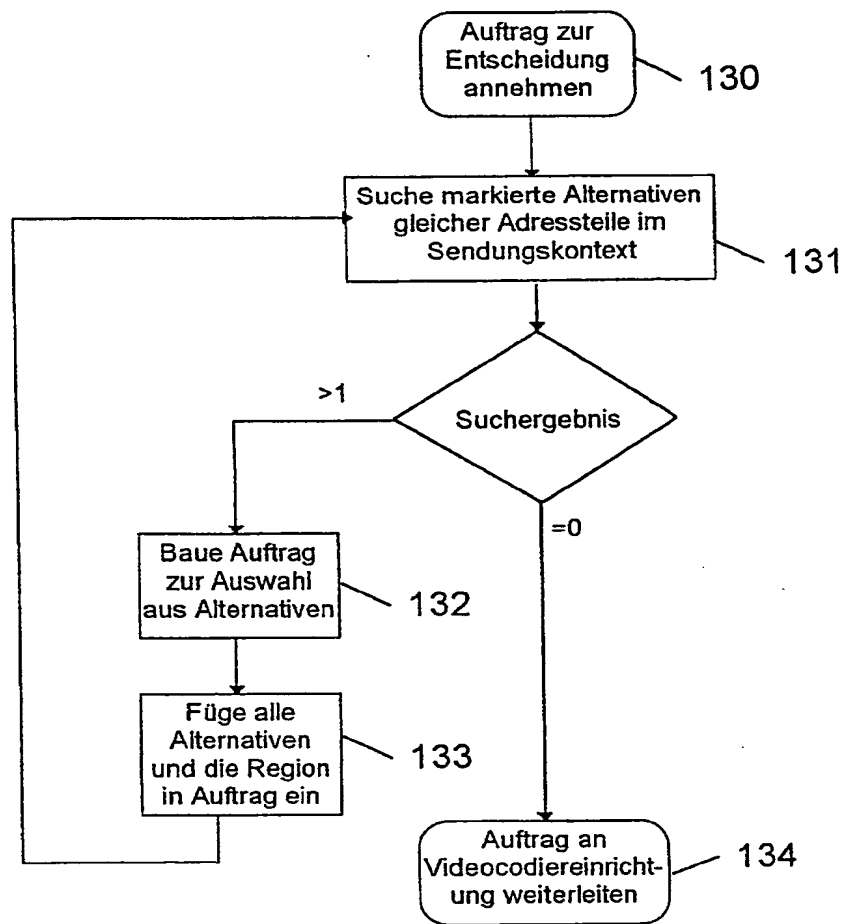 Auftrag zur
Entscheidung
annehmen
130
Suche markierte Alternativen
gleicher Adressteile im
Sendungskontext
131
>1
Suchergebnis
=0
Baue Auftrag
zur Auswahl
aus Alternativen
132
Füge alle
Alternativen
und die Region
in Auftrag ein
133
Auftrag an
Videocodiereinricht-
ung weiterleiten
134